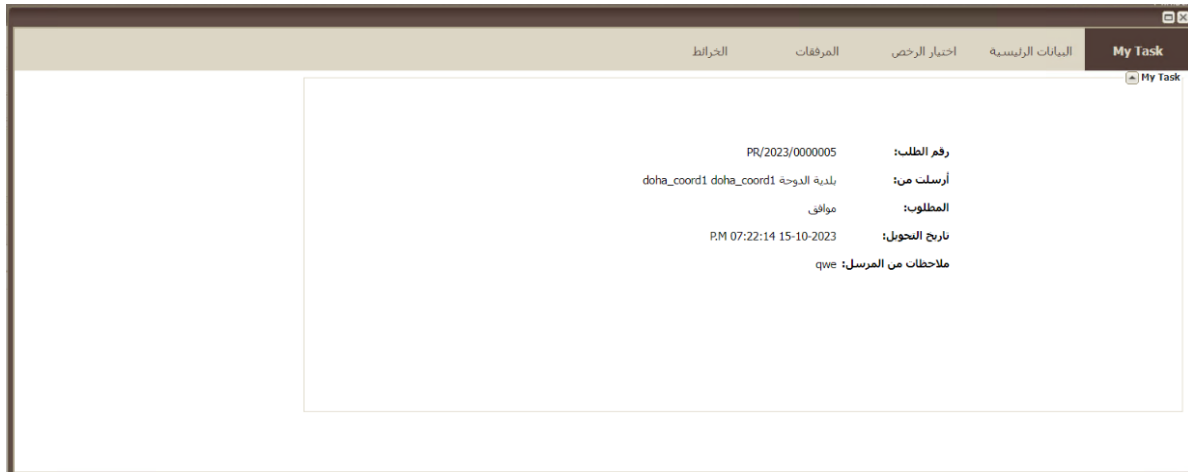 My Task البيانات الرئيسية اختيار الرخص المرفقات الخرائط
My Task
رقم الطلب: PR/2023/0000005
أرسلت من: بلدية الدوحة doha_coord1 doha_coord1
المطلوب: موافق
تاريخ التحويل: P.M 07:22:14 15-10-2023
ملاحظات من المرسل: qwe